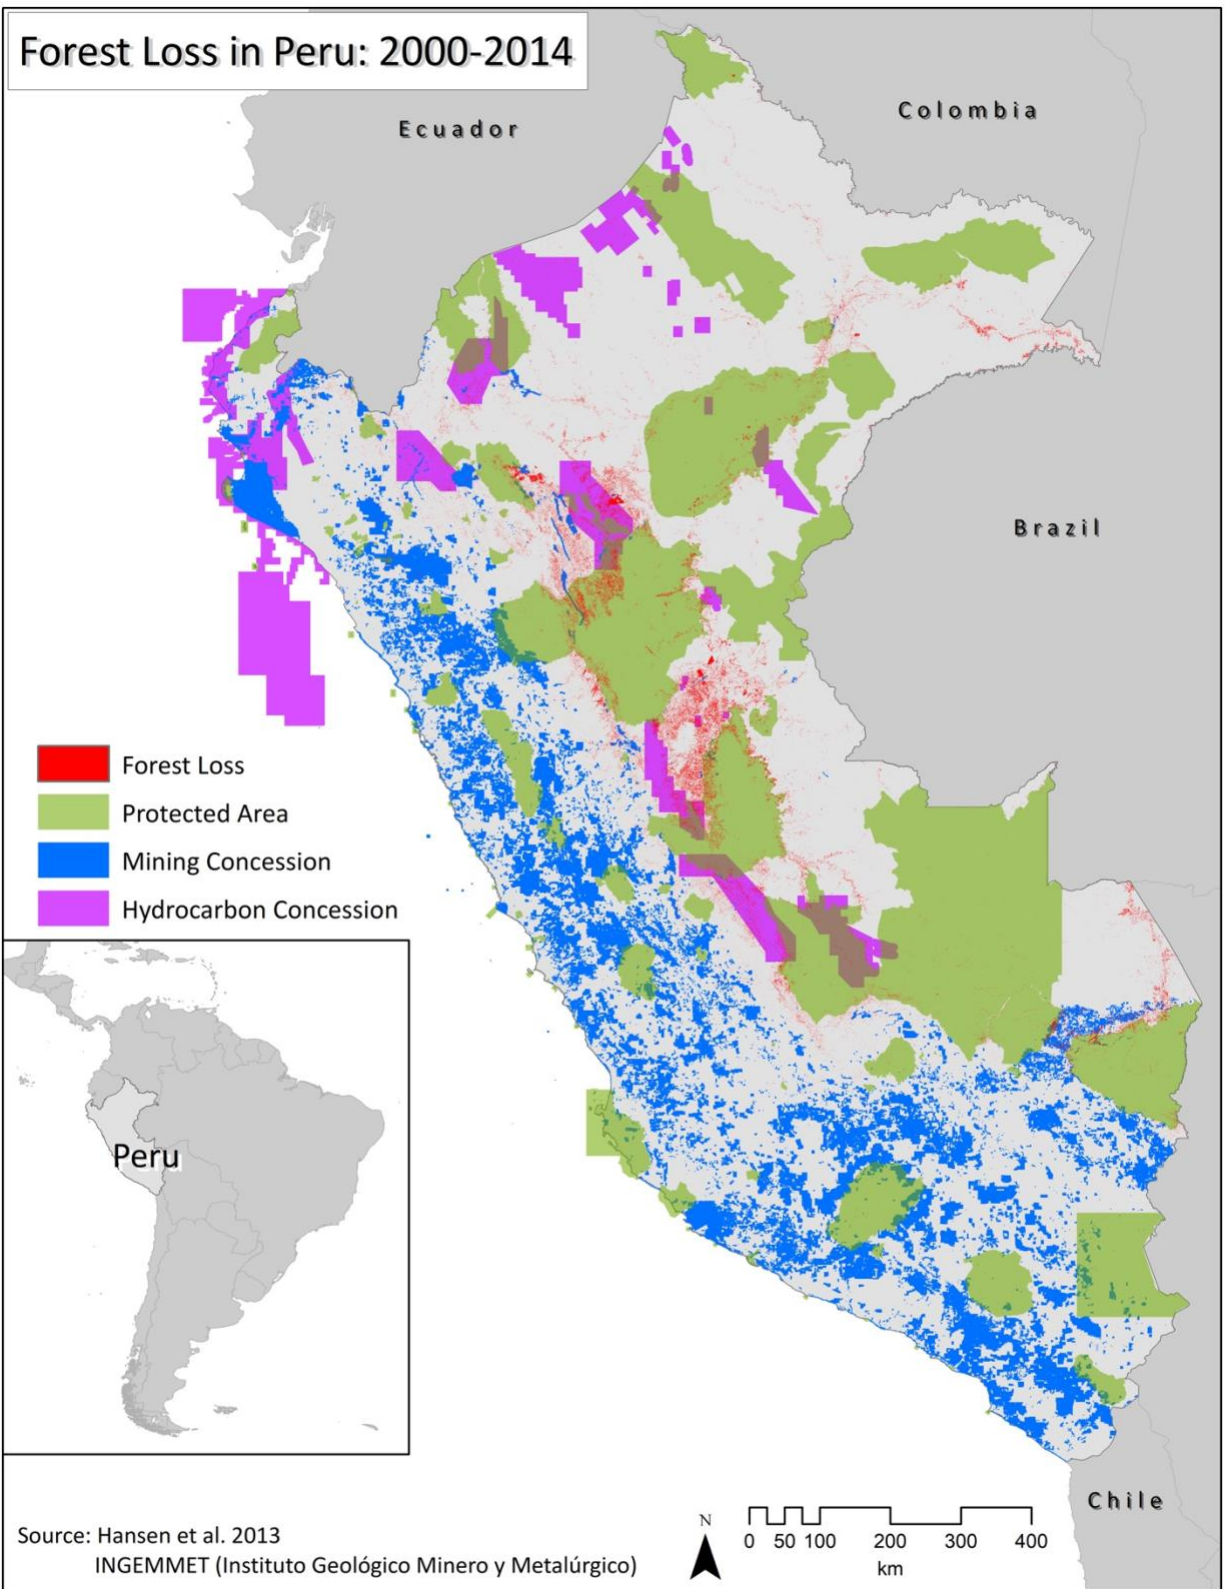 Forest Loss in Peru: 2000-2014
Ecuador
Colombia
Brazil
Forest Loss
Protected Area
Mining Concession
Hydrocarbon Concession
Peru
Chile
Source: Hansen et al. 2013
INGEMMET (Instituto Geológico Minero y Metalúrgico)
N
0 50 100 200 300 400
km